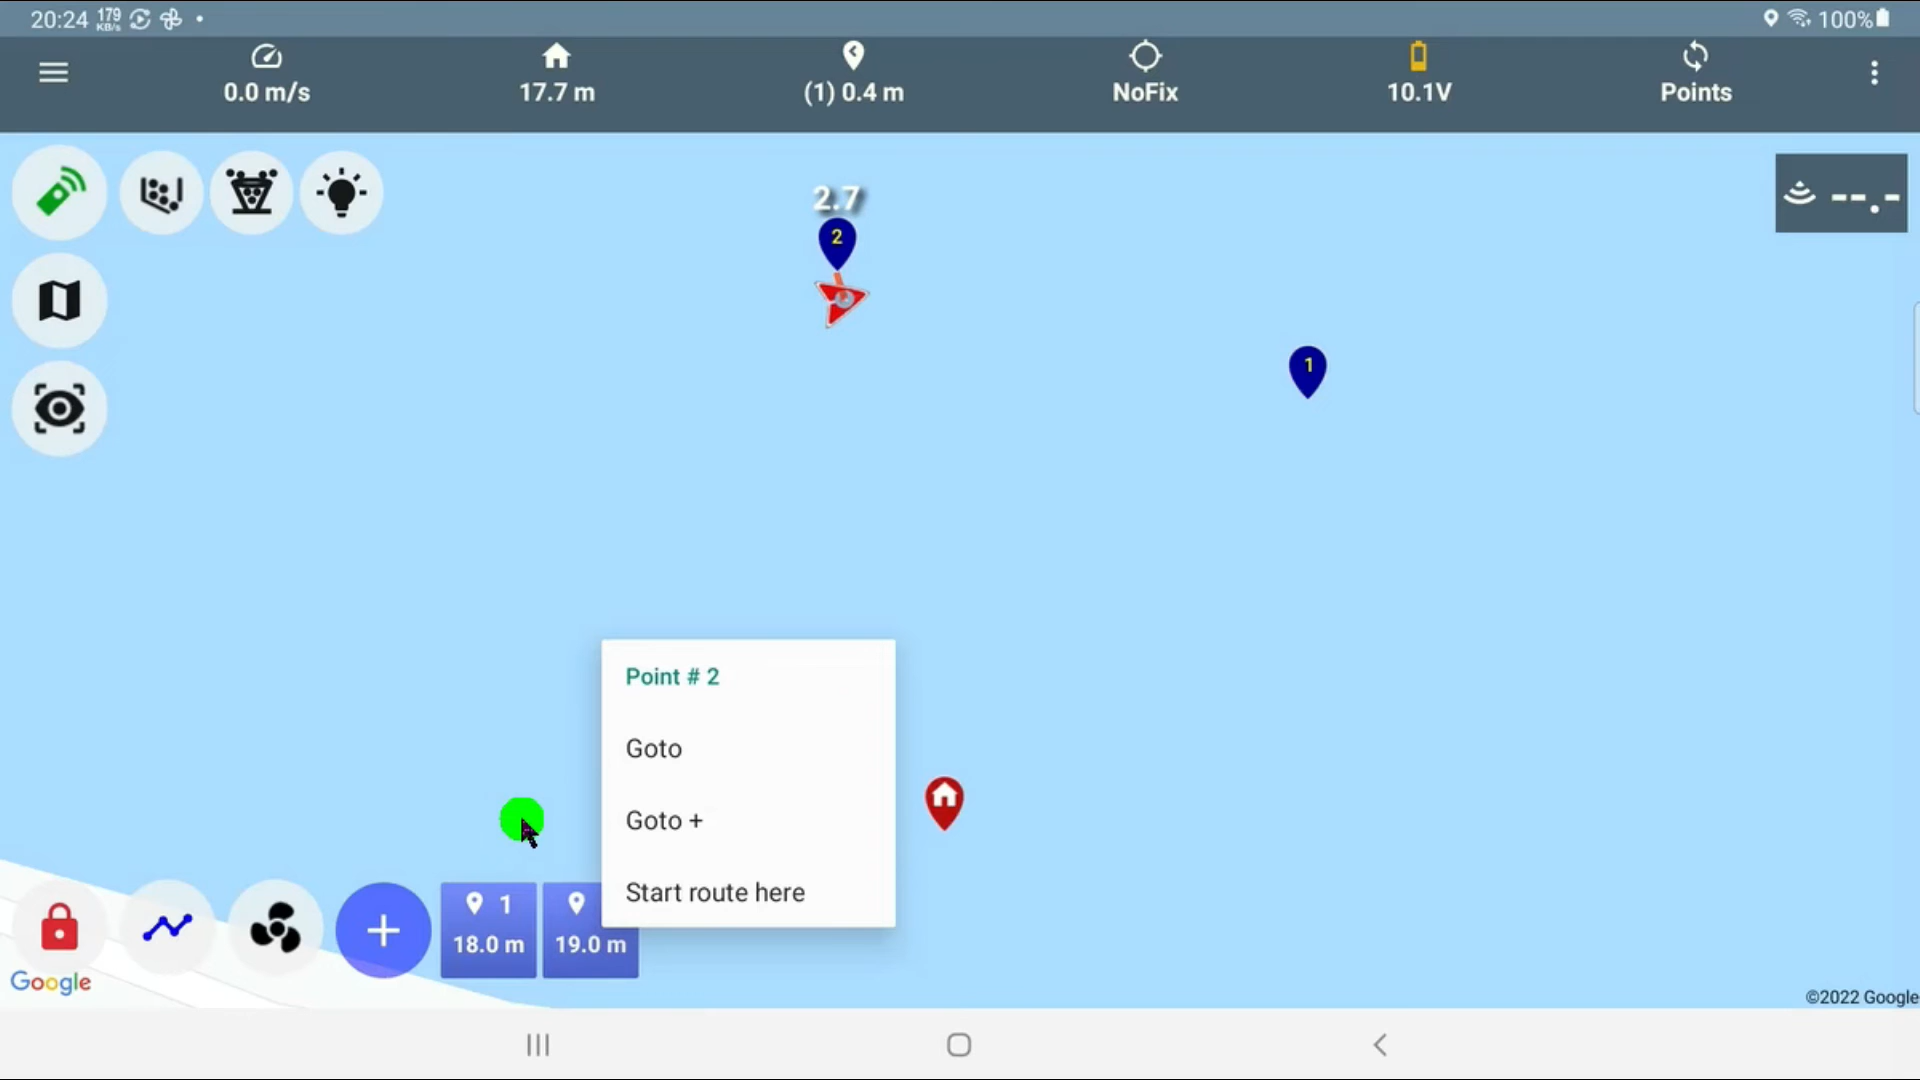 20:24 179 KB/s 100%
0.0 m/s 17.7 m (1) 0.4 m NoFix 10.1V Points
--.-
2.7
2
1
Point # 2
Goto
Goto +
Start route here
1
18.0 m 19.0 m
Google
©2022 Google